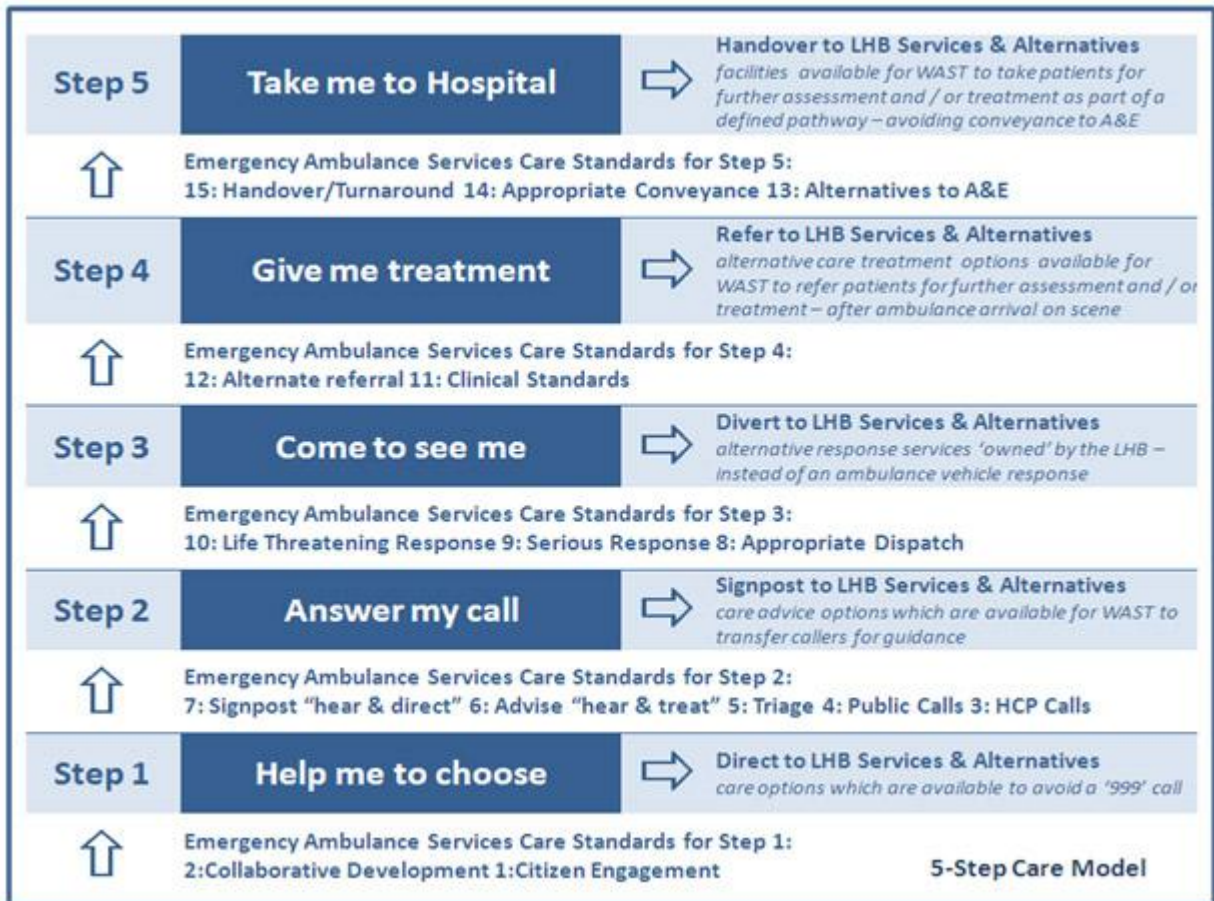 Step 5
Take me to Hospital
Handover to LHB Services & Alternatives
facilities available for WAST to take patients for
further assessment and / or treatment as part of a
defined pathway – avoiding conveyance to A&E
Emergency Ambulance Services Care Standards for Step 5:
15: Handover/Turnaround 14: Appropriate Conveyance 13: Alternatives to A&E
Step 4
Give me treatment
Refer to LHB Services & Alternatives
alternative care treatment options available for
WAST to refer patients for further assessment and / or
treatment – after ambulance arrival on scene
Emergency Ambulance Services Care Standards for Step 4:
12: Alternate referral 11: Clinical Standards
Step 3
Come to see me
Divert to LHB Services & Alternatives
alternative response services ‘owned’ by the LHB –
instead of an ambulance vehicle response
Emergency Ambulance Services Care Standards for Step 3:
10: Life Threatening Response 9: Serious Response 8: Appropriate Dispatch
Step 2
Answer my call
Signpost to LHB Services & Alternatives
care advice options which are available for WAST to
transfer callers for guidance
Emergency Ambulance Services Care Standards for Step 2:
7: Signpost “hear & direct” 6: Advise “hear & treat” 5: Triage 4: Public Calls 3: HCP Calls
Step 1
Help me to choose
Direct to LHB Services & Alternatives
care options which are available to avoid a ‘999’ call
Emergency Ambulance Services Care Standards for Step 1:
2:Collaborative Development 1:Citizen Engagement
5-Step Care Model